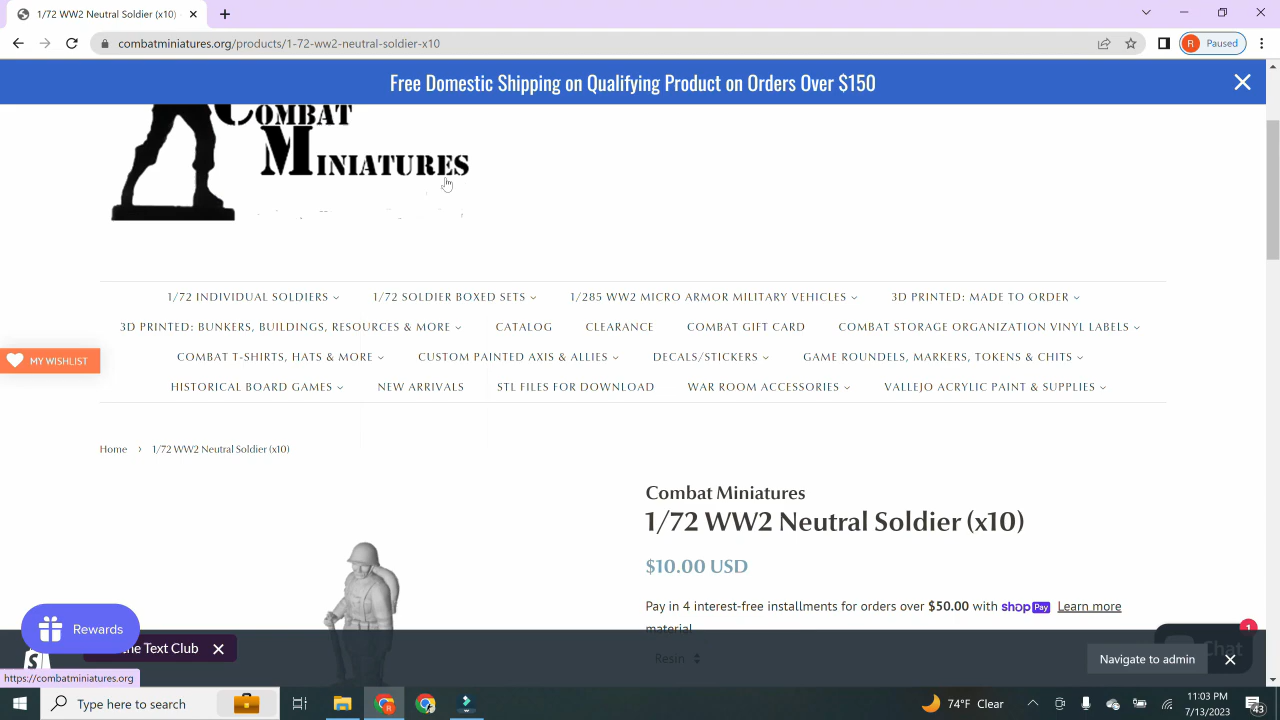 1/72 WW2 Neutral Soldier (x10)
combatminiatures.org/products/1-72-ww2-neutral-soldier-x10
R Paused
Free Domestic Shipping on Qualifying Product on Orders Over $150
COMBAT
MINIATURES
1/72 INDIVIDUAL SOLDIERS 1/72 SOLDIER BOXED SETS 1/285 WW2 MICRO ARMOR MILITARY VEHICLES 3D PRINTED: MADE TO ORDER
3D PRINTED: BUNKERS, BUILDINGS, RESOURCES & MORE CATALOG CLEARANCE COMBAT GIFT CARD COMBAT STORAGE ORGANIZATION VINYL LABELS
MY WISHLIST
COMBAT T-SHIRTS, HATS & MORE CUSTOM PAINTED AXIS & ALLIES DECALS/STICKERS GAME ROUNDELS, MARKERS, TOKENS & CHITS
HISTORICAL BOARD GAMES NEW ARRIVALS STL FILES FOR DOWNLOAD WAR ROOM ACCESSORIES VALLEJO ACRYLIC PAINT & SUPPLIES
Home › 1/72 WW2 Neutral Soldier (x10)
Combat Miniatures
1/72 WW2 Neutral Soldier (x10)
$10.00 USD
Pay in 4 interest-free installments for orders over $50.00 with shop Pay Learn more
material
Resin
Rewards
the Text Club
1
Chat
Navigate to admin
https://combatminiatures.org
Type here to search
74°F Clear
11:03 PM
7/13/2023
43